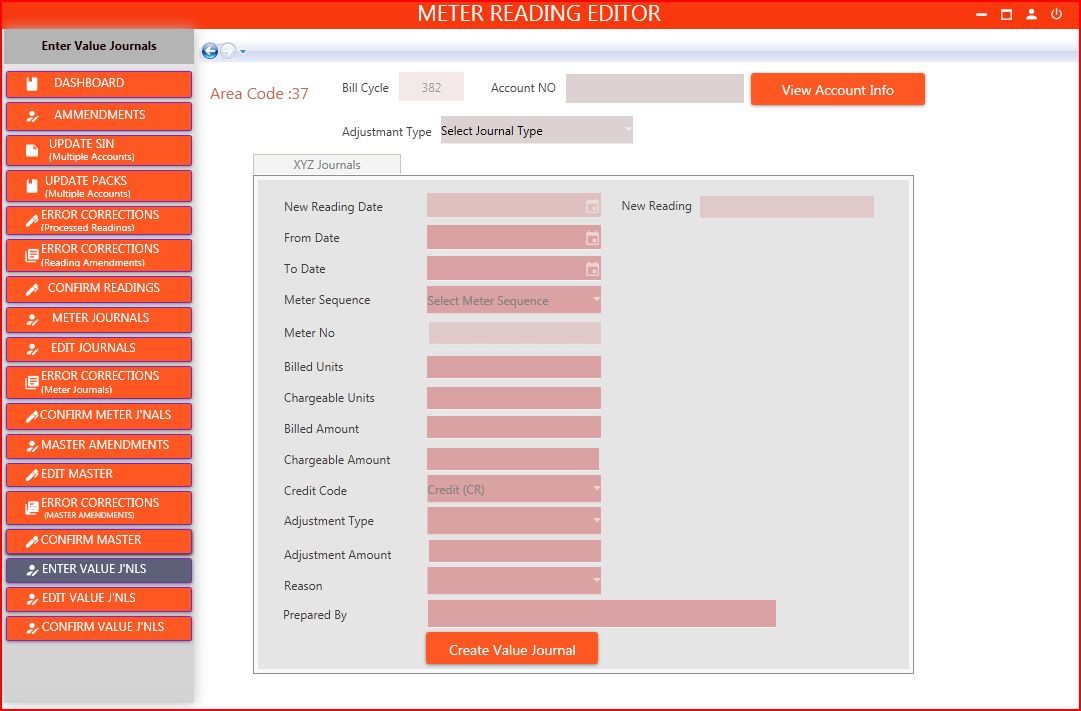 METER READING EDITOR
Enter Value Journals
DASHBOARD
AMMENDMENTS
UPDATE SIN
(Multiple Accounts)
UPDATE PACKS
(Multiple Accounts)
ERROR CORRECTIONS
(Processed Readings)
ERROR CORRECTIONS
(Reading Amendments)
CONFIRM READINGS
METER JOURNALS
EDIT JOURNALS
ERROR CORRECTIONS
(Meter Journals)
CONFIRM METER J'NALS
MASTER AMENDMENTS
EDIT MASTER
ERROR CORRECTIONS
(MASTER AMENDMENTS)
CONFIRM MASTER
ENTER VALUE J'NLS
EDIT VALUE J'NLS
CONFIRM VALUE J'NLS
Area Code :37
Bill Cycle 382 Account NO View Account Info
Adjustmant Type Select Journal Type
XYZ Journals
New Reading Date New Reading
From Date
To Date
Meter Sequence Select Meter Sequence
Meter No
Billed Units
Chargeable Units
Billed Amount
Chargeable Amount
Credit Code Credit (CR)
Adjustment Type
Adjustment Amount
Reason
Prepared By
Create Value Journal